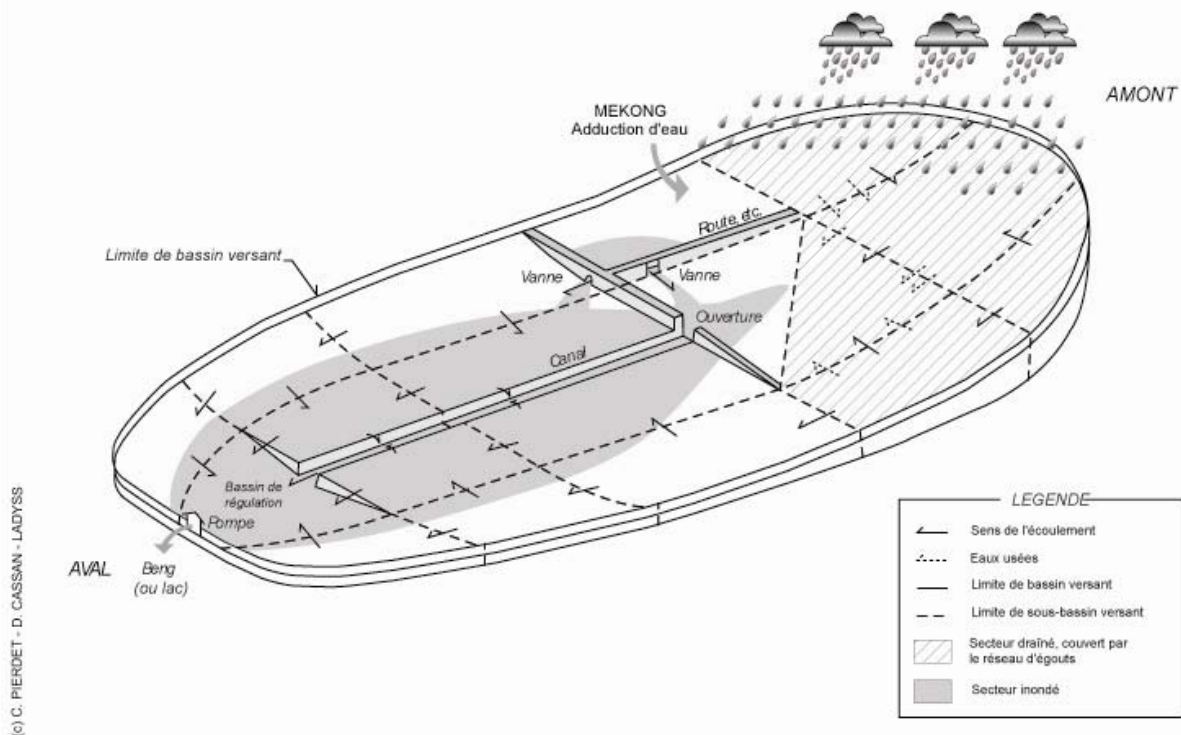 AMONT
MEKONG
Adduction d'eau
Route, etc.
Limite de bassin versant
Vanne
Vanne
Ouverture
Canal
Bassin de
régulation
Pompe
AVAL
Beng
(ou lac)
LEGENDE
Sens de l'écoulement
Eaux usées
Limite de bassin versant
Limite de sous-bassin versant
Secteur draîné, couvert par
le réseau d'égouts
Secteur inondé
(c) C. PIERDET - D. CASSAN - LADYSS